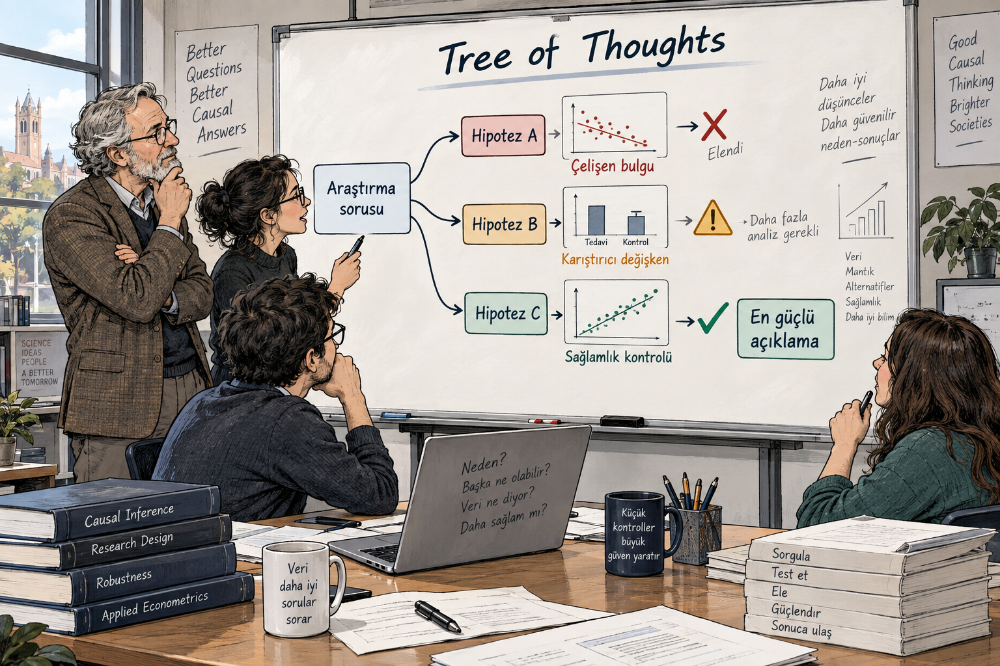 Tree of Thoughts
Better
Questions
Better
Causal
Answers
Good
Causal
Thinking
Brighter
Societies
Daha iyi
düşünceler
Daha güvenilir
neden-sonuçlar
Araştırma
sorusu
Hipotez A
Çelişen bulgu
Elendi
Hipotez B
Tedavi
Kontrol
Karıştırıcı değişken
Daha fazla
analiz gerekli
Hipotez C
Sağlamlık kontrolü
En güçlü
açıklama
Veri
Mantık
Alternatifler
Sağlamlık
Daha iyi bilim
SCIENCE
IDEAS
PEOPLE
A BETTER
TOMORROW
Neden?
Başka ne olabilir?
Veri ne diyor?
Daha sağlam mı?
Causal Inference
Research Design
Robustness
Applied Econometrics
Veri
daha iyi
sorular
sorar
Küçük
kontroller
büyük
güven yaratır
Sorgula
Test et
Ele
Güçlendir
Sonuca ulaş